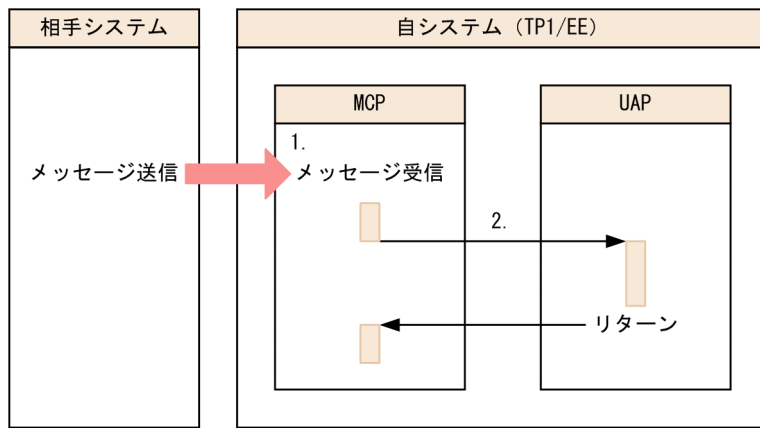 相手システム
自システム（TP1/EE）
MCP
UAP
1.
メッセージ送信
メッセージ受信
2.
リターン